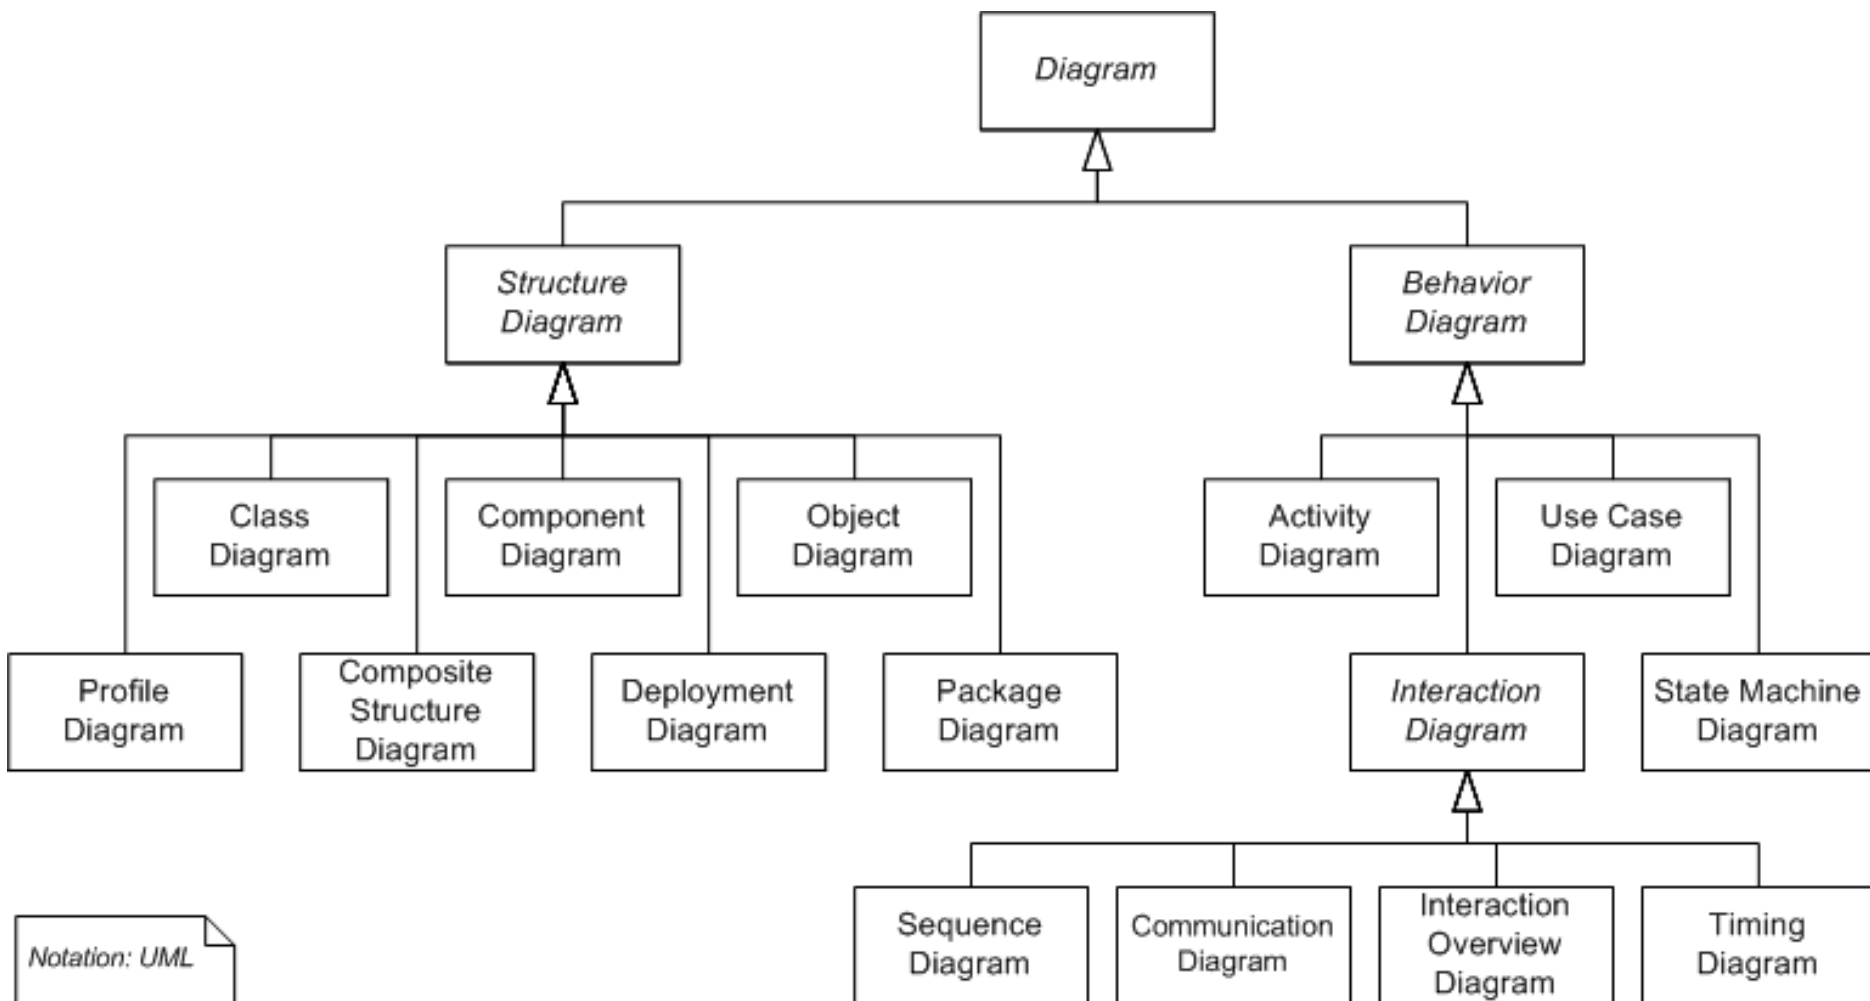 Diagram
Structure
Diagram
Behavior
Diagram
Class
Diagram
Component
Diagram
Object
Diagram
Activity
Diagram
Use Case
Diagram
Profile
Diagram
Composite
Structure
Diagram
Deployment
Diagram
Package
Diagram
Interaction
Diagram
State Machine
Diagram
Sequence
Diagram
Communication
Diagram
Interaction
Overview
Diagram
Timing
Diagram
Notation: UML